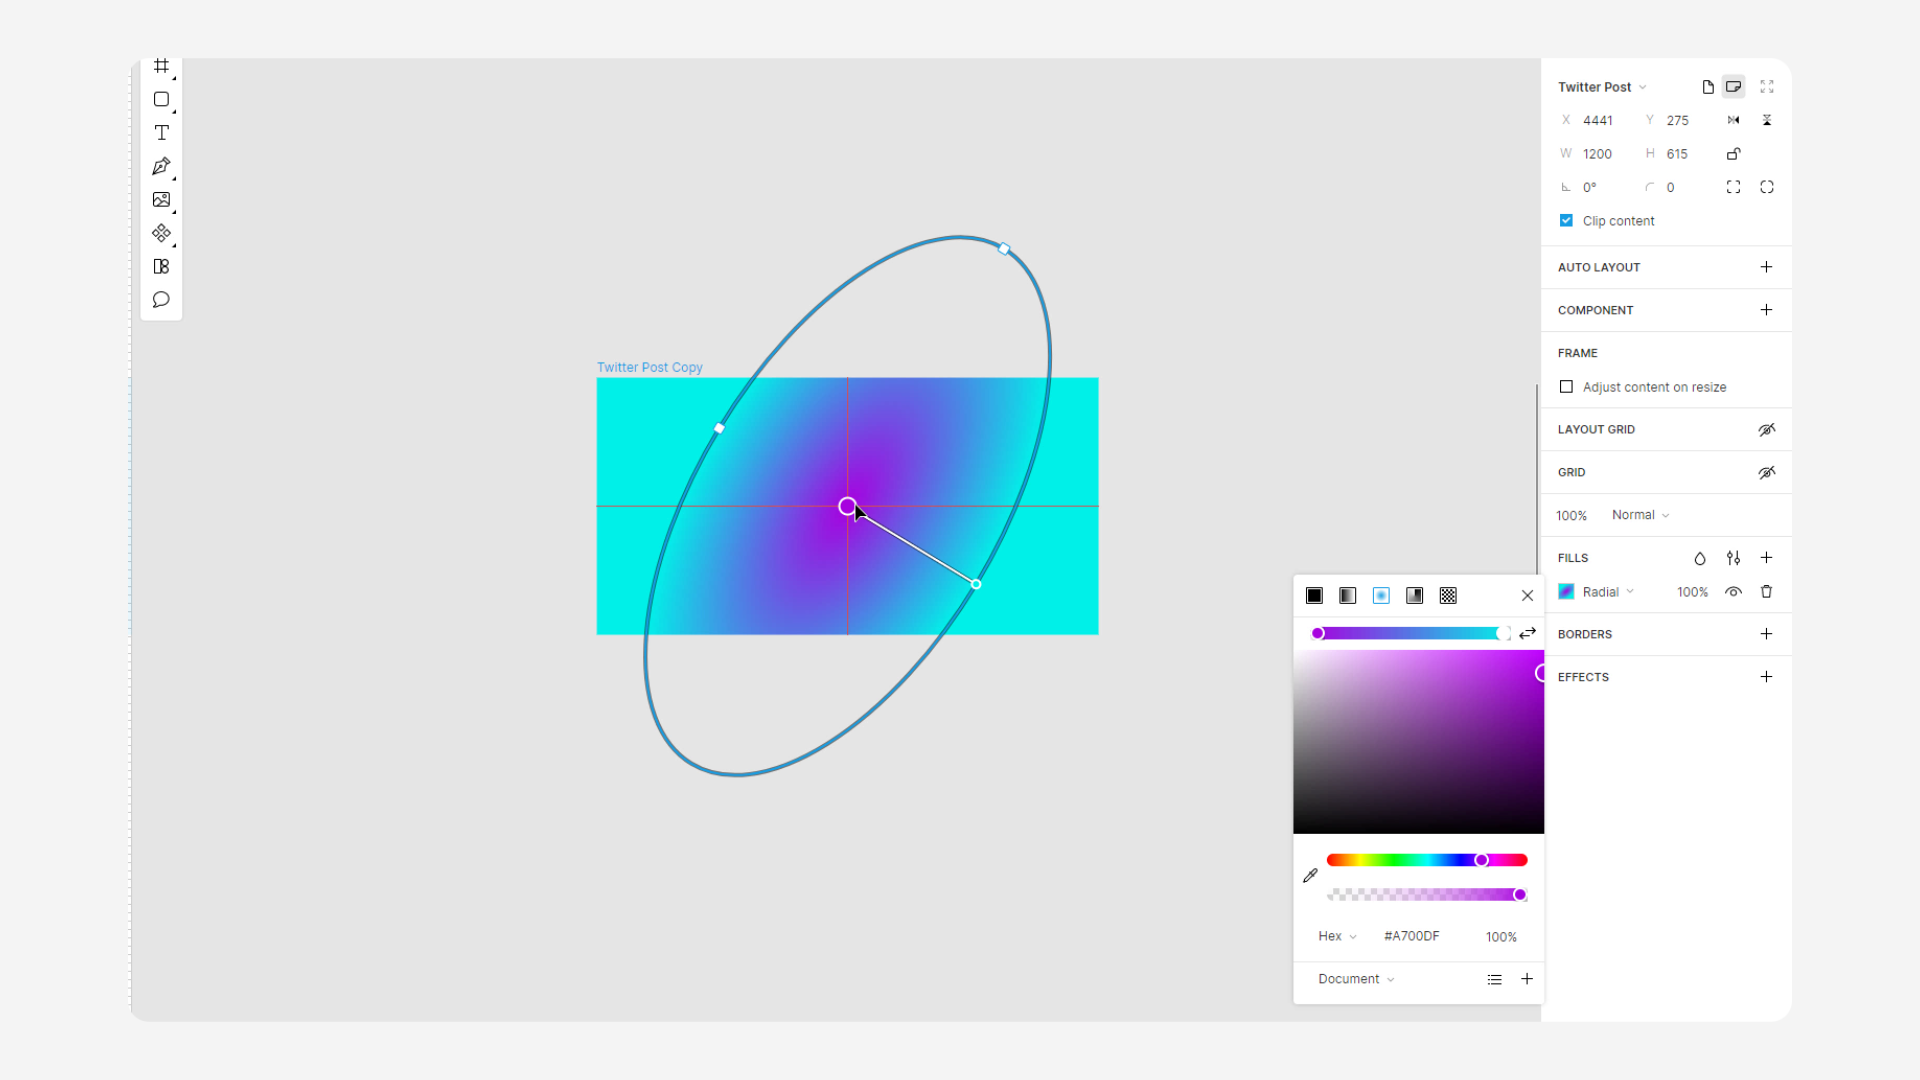 Twitter Post
X 4441 Y 275
W 1200 H 615
0° 0
Clip content
AUTO LAYOUT
COMPONENT
FRAME
Twitter Post Copy
Adjust content on resize
LAYOUT GRID
GRID
100% Normal
FILLS
Radial 100%
BORDERS
EFFECTS
Hex #A700DF 100%
Document